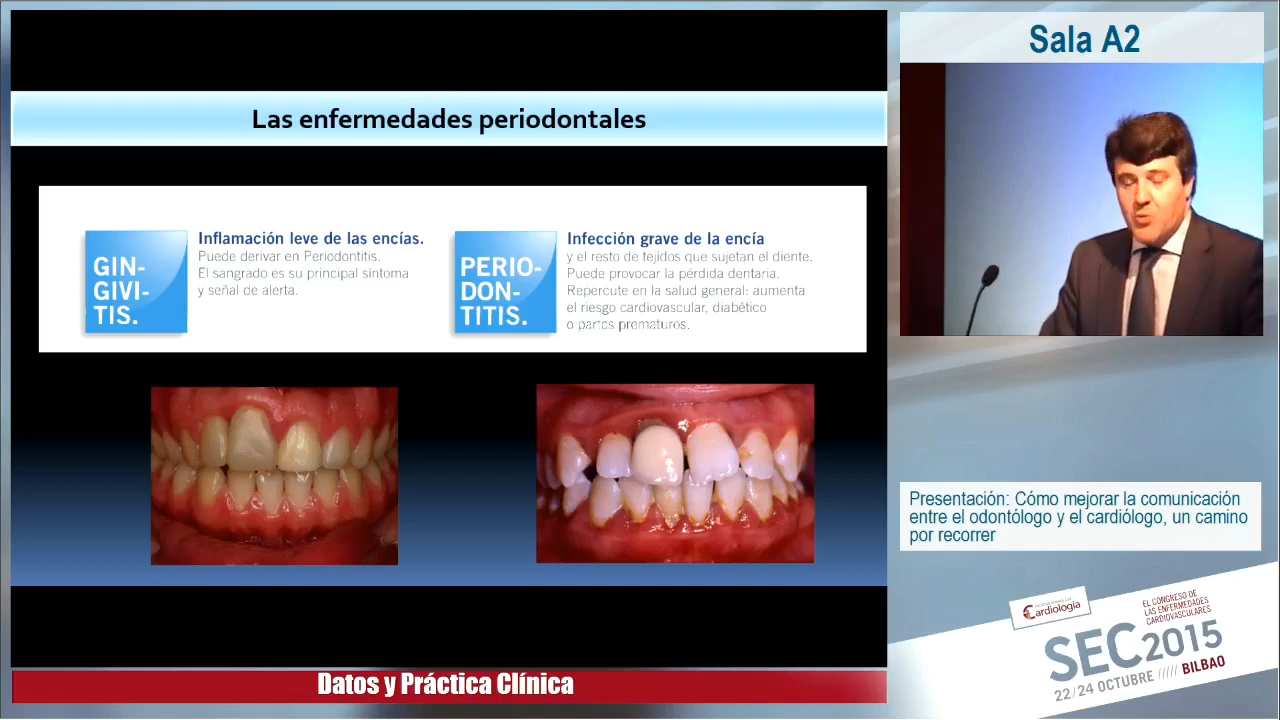 Las enfermedades periodontales
GIN-
GIVI-
TIS.
Inflamación leve de las encías.
Puede derivar en Periodontitis.
El sangrado es su principal síntoma
y señal de alerta.
PERIO-
DON-
TITIS.
Infección grave de la encía
y el resto de tejidos que sujetan el diente.
Puede provocar la pérdida dentaria.
Repercute en la salud general: aumenta
el riesgo cardiovascular, diabético
o partos prematuros.
Datos y Práctica Clínica
Sala A2
Presentación: Cómo mejorar la comunicación
entre el odontólogo y el cardiólogo, un camino
por recorrer
Cardiología
EL CONGRESO DE
LAS ENFERMEDADES
CARDIOVASCULARES
SEC2015
22/24 OCTUBRE ///// BILBAO